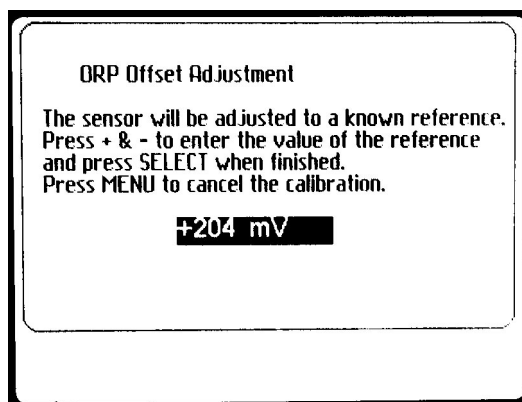 ORP Offset Adjustment
The sensor will be adjusted to a known reference.
Press + & - to enter the value of the reference
and press SELECT when finished.
Press MENU to cancel the calibration.
+204 mV